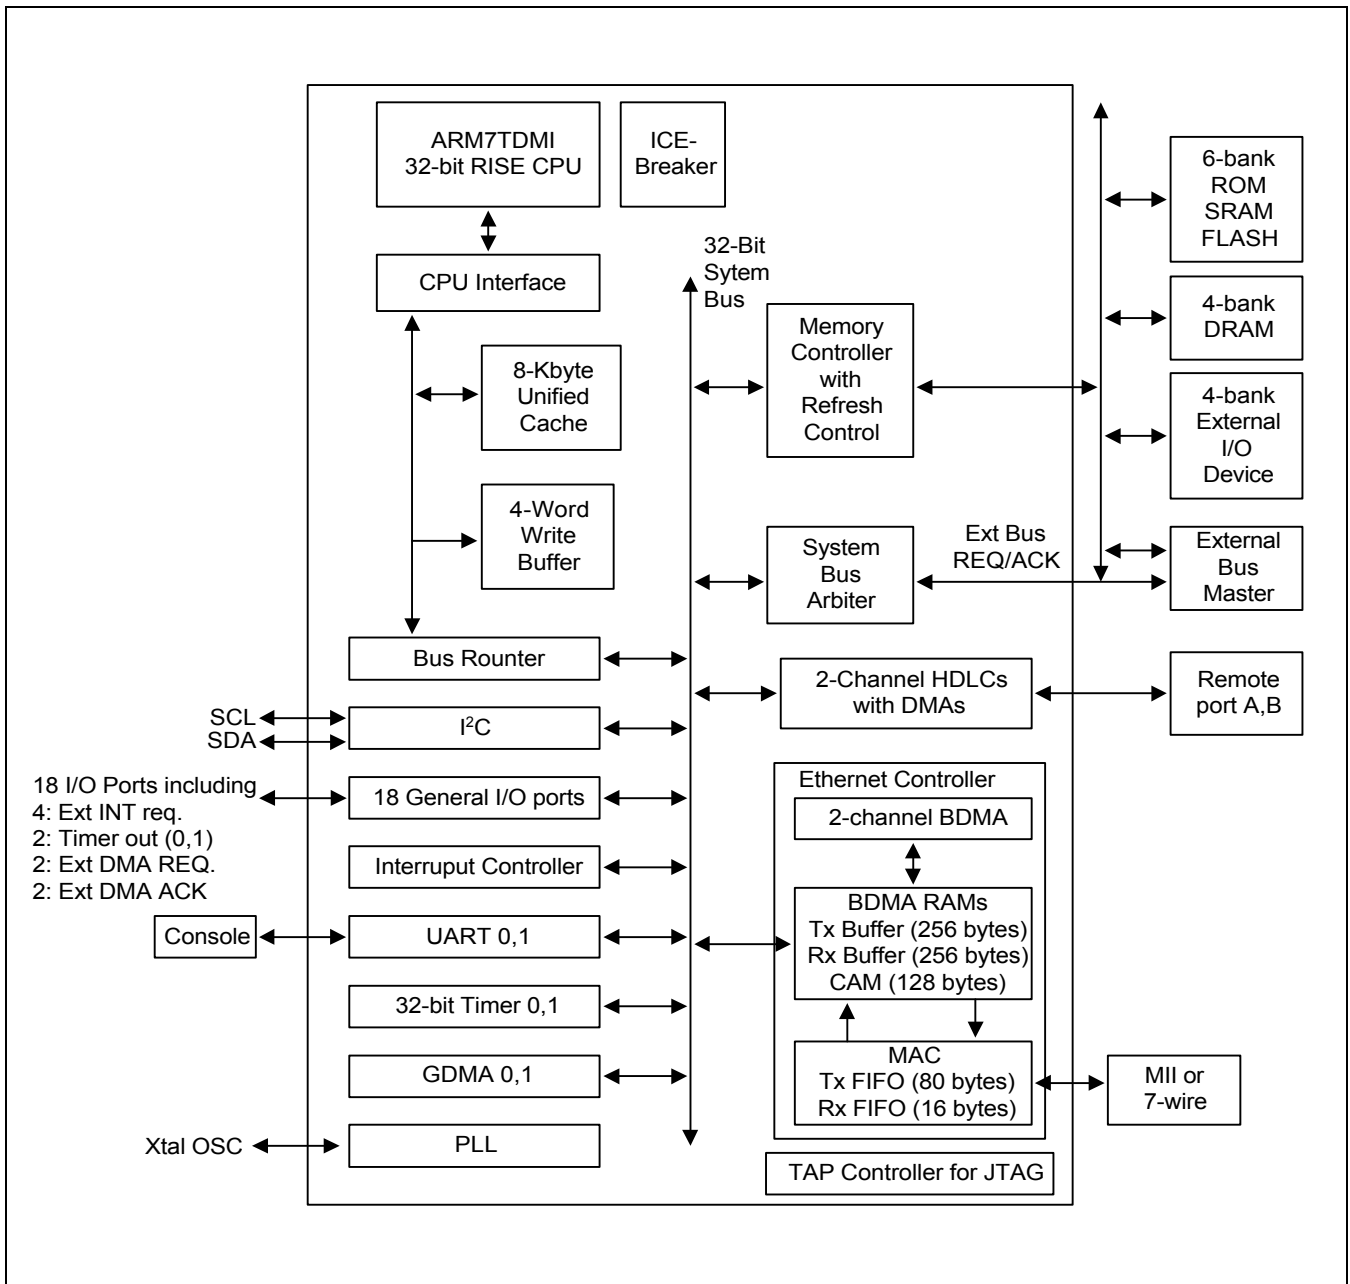 ARM7TDMI
32-bit RISE CPU
ICE-
Breaker
CPU Interface
8-Kbyte
Unified
Cache
4-Word
Write
Buffer
Bus Rounter
SCL
SDA
I²C
18 I/O Ports including
4: Ext INT req.
2: Timer out (0,1)
2: Ext DMA REQ.
2: Ext DMA ACK
18 General I/O ports
Interruput Controller
Console
UART 0,1
32-bit Timer 0,1
GDMA 0,1
Xtal OSC
PLL
32-Bit
Sytem
Bus
Memory
Controller
with
Refresh
Control
System
Bus
Arbiter
Ext Bus
REQ/ACK
2-Channel HDLCs
with DMAs
Ethernet Controller
2-channel BDMA
BDMA RAMs
Tx Buffer (256 bytes)
Rx Buffer (256 bytes)
CAM (128 bytes)
MAC
Tx FIFO (80 bytes)
Rx FIFO (16 bytes)
TAP Controller for JTAG
6-bank
ROM
SRAM
FLASH
4-bank
DRAM
4-bank
External
I/O
Device
External
Bus
Master
Remote
port A,B
MII or
7-wire